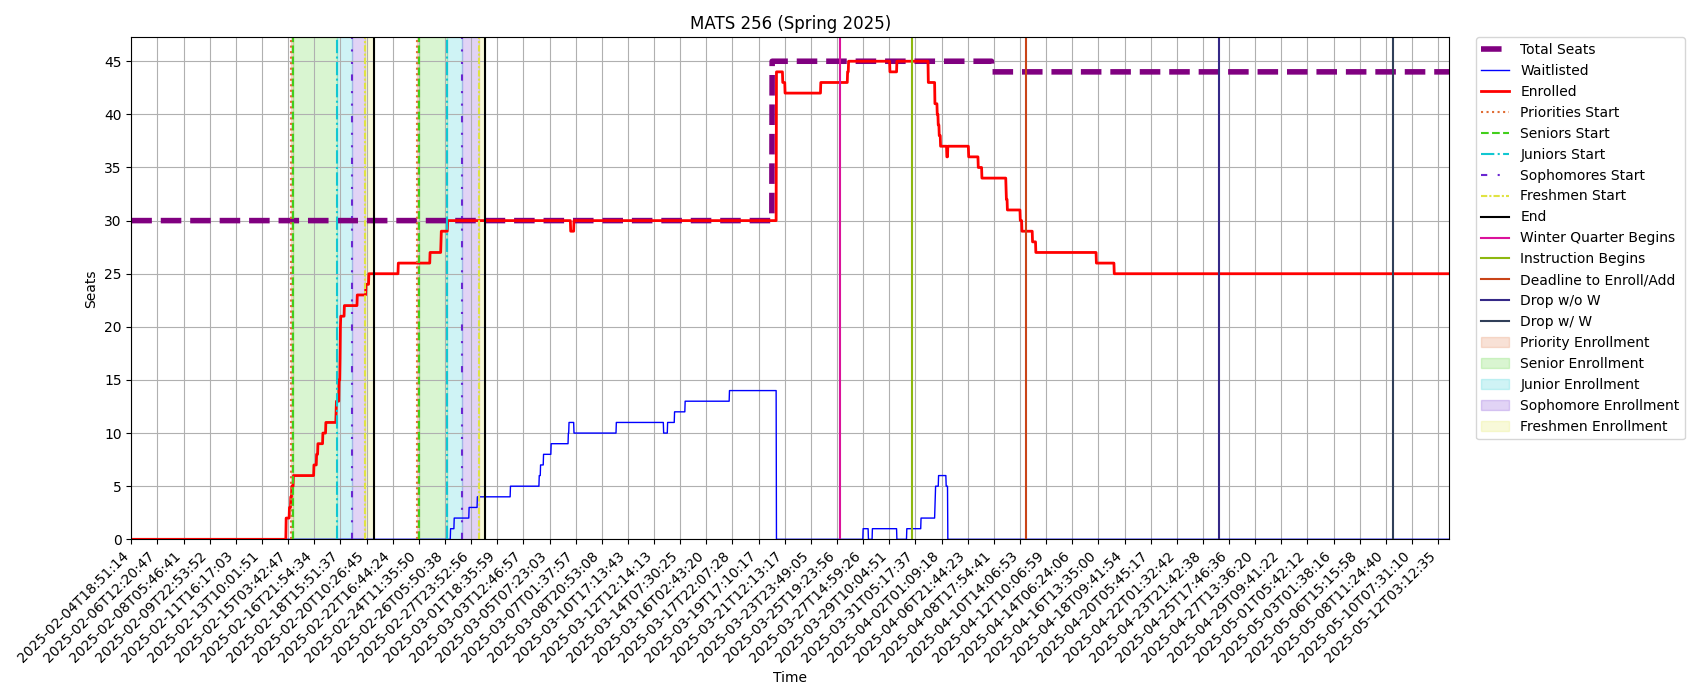 MATS 256 (Spring 2025)
Seats
45
40
35
30
25
20
15
10
5
0
2025-02-04T18:51:14
2025-02-06T12:20:47
2025-02-08T05:46:41
2025-02-09T22:53:52
2025-02-11T16:17:03
2025-02-13T10:01:51
2025-02-15T03:42:47
2025-02-16T21:54:34
2025-02-18T15:51:37
2025-02-20T10:26:45
2025-02-22T16:44:24
2025-02-24T11:35:50
2025-02-26T05:50:38
2025-02-27T23:52:56
2025-03-01T18:35:59
2025-03-03T12:46:57
2025-03-05T07:23:03
2025-03-07T01:37:57
2025-03-08T20:53:08
2025-03-10T17:13:43
2025-03-12T12:14:13
2025-03-14T07:30:25
2025-03-16T02:43:20
2025-03-17T22:07:28
2025-03-19T17:10:17
2025-03-21T12:13:17
2025-03-23T23:49:05
2025-03-25T19:23:56
2025-03-27T14:59:26
2025-03-29T10:04:51
2025-03-31T05:17:37
2025-04-02T01:09:18
2025-04-06T21:44:23
2025-04-08T17:54:41
2025-04-10T14:06:53
2025-04-12T10:06:59
2025-04-14T06:24:06
2025-04-16T13:35:00
2025-04-18T09:41:54
2025-04-20T05:45:17
2025-04-22T01:32:42
2025-04-23T21:42:38
2025-04-25T17:46:36
2025-04-29T13:36:20
2025-04-29T09:41:22
2025-05-01T05:42:12
2025-05-03T01:38:16
2025-05-06T15:15:58
2025-05-08T11:24:40
2025-05-10T07:31:10
2025-05-12T03:12:35
Time
Total Seats
Waitlisted
Enrolled
Priorities Start
Seniors Start
Juniors Start
Sophomores Start
Freshmen Start
End
Winter Quarter Begins
Instruction Begins
Deadline to Enroll/Add
Drop w/o W
Drop w/ W
Priority Enrollment
Senior Enrollment
Junior Enrollment
Sophomore Enrollment
Freshmen Enrollment